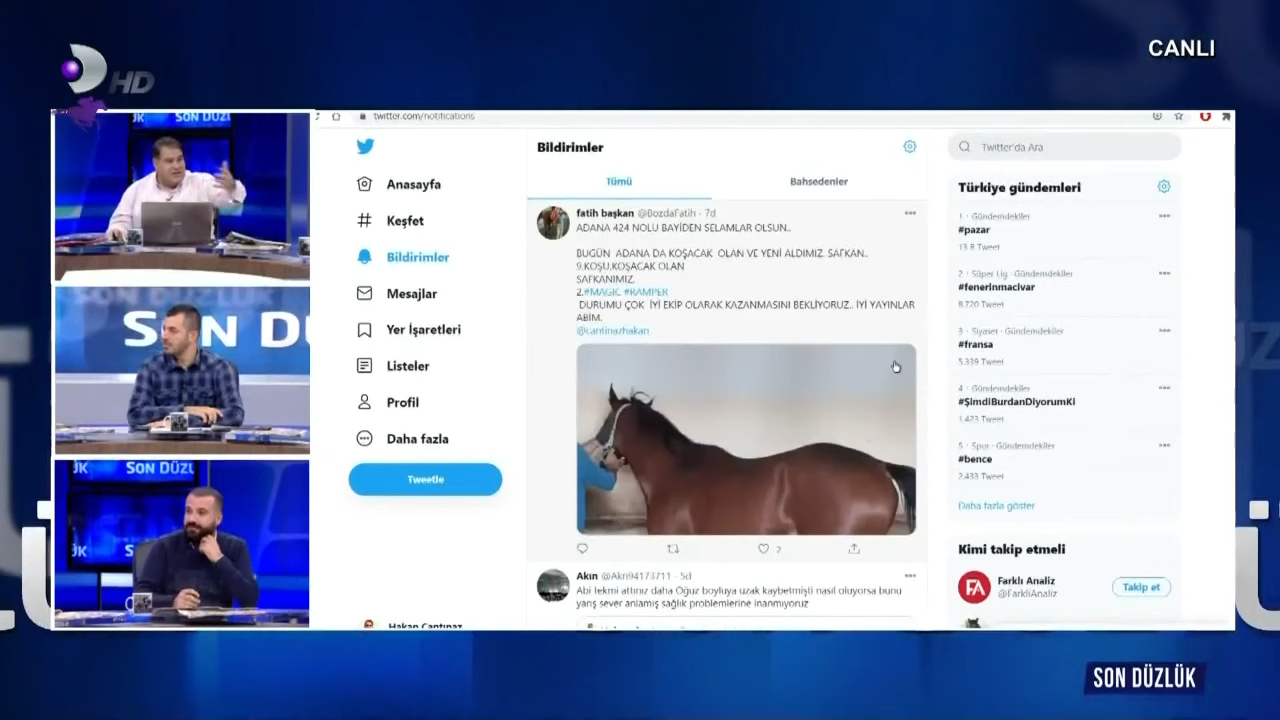 CANLI
HD
SON DÜZL
SON D
SON DÜZL
twitter.com/notifications
Anasayfa
Keşfet
Bildirimler
Mesajlar
Yer İşaretleri
Listeler
Profil
Daha fazla
Tweetle
Hakan Cantınaz
Bildirimler
Tümü
Bahsedenler
fatih başkan @BozdaFatih · 7d
ADANA 424 NOLU BAYİDEN SELAMLAR OLSUN..
BUGÜN ADANA DA KOŞACAK OLAN VE YENİ ALDIMIZ. SAFKAN..
9.KOŞU.KOŞACAK OLAN
SAFKANIMIZ.
2.#MAGIC #RAMPER
DURUMU ÇOK İYİ EKİP OLARAK KAZANMASINI BEKLİYORUZ.. İYİ YAYINLAR
ABİM.
@cantinazhakan
2
Akın @Akn94173711 · 5d
Abi tekmi attınız daha Oğuz boyluya uzak kaybetmişti nasıl oluyorsa bunu
yarış sever anlamış sağlık problemlerine inanmıyoruz
Twitter'da Ara
Türkiye gündemleri
1 · Gündemdekiler
#pazar
13 B Tweet
2 · Süper Lig · Gündemdekiler
#fenerinmacivar
8.720 Tweet
3 · Siyaset · Gündemdekiler
#fransa
5.339 Tweet
4 · Gündemdekiler
#ŞimdiBurdanDiyorumKi
1.423 Tweet
5 · Spor · Gündemdekiler
#bence
2.433 Tweet
Daha fazla göster
Kimi takip etmeli
FA
Farklı Analiz
@FarkliAnaliz
Takip et
SON DÜZLÜK